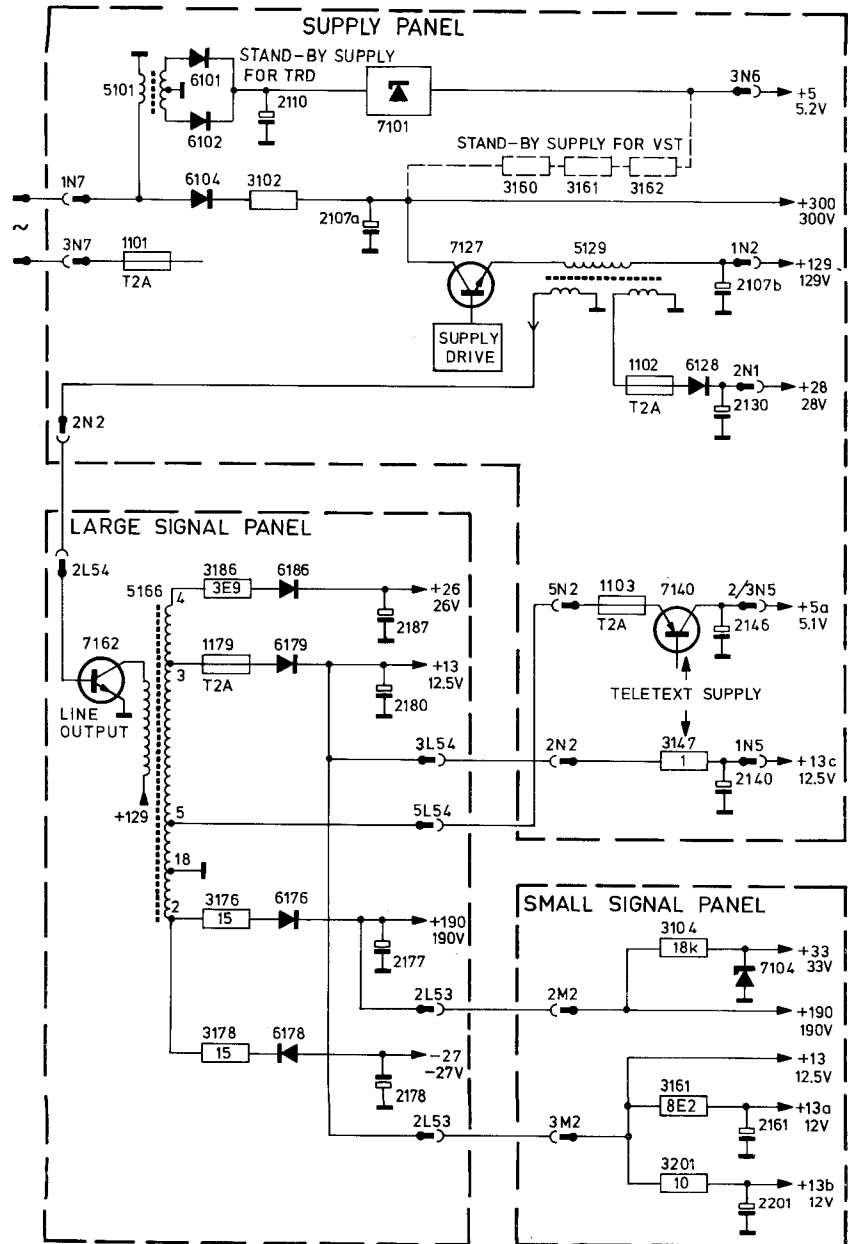 SUPPLY PANEL
6101
STAND-BY SUPPLY
FOR TRD
5101
2110
6102
7101
3N6
+5
5.2V
STAND-BY SUPPLY FOR VST
3160
3161
3162
1N7
6104
3102
2107a
+300
300V
~
3N7
1101
T2A
7127
5129
1N2
+129
129V
2107b
SUPPLY
DRIVE
1102
T2A
6128
2N1
+28
28V
2130
2N2
LARGE SIGNAL PANEL
2L54
5166
4
3186
3E9
6186
+26
26V
2187
7162
3
1179
T2A
6179
+13
12.5V
2180
LINE
OUTPUT
5N2
1103
T2A
7140
2/3N5
+5a
5.1V
2146
TELETEXT SUPPLY
3L54
2N2
3147
1
1N5
+13c
12.5V
2140
+129
5
5L54
18
2
3176
15
6176
+190
190V
2177
SMALL SIGNAL PANEL
3104
18k
7104
+33
33V
2L53
2M2
+190
190V
3178
15
6178
-27
-27V
2178
+13
12.5V
3161
8E2
+13a
12V
2161
2L53
3M2
3201
10
+13b
12V
2201